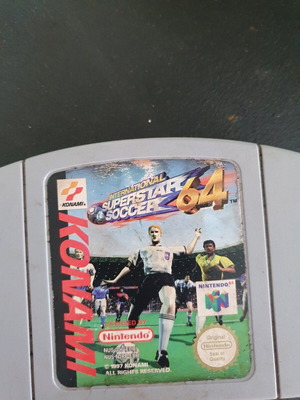 KONAMI
INTERNATIONAL
SUPERSTAR
SOCCER
64
TM
KONAMI
NINTENDO 64
Nintendo
© 1997 KONAMI
ALL RIGHTS RESERVED.
Original
Nintendo
Seal of
Quality